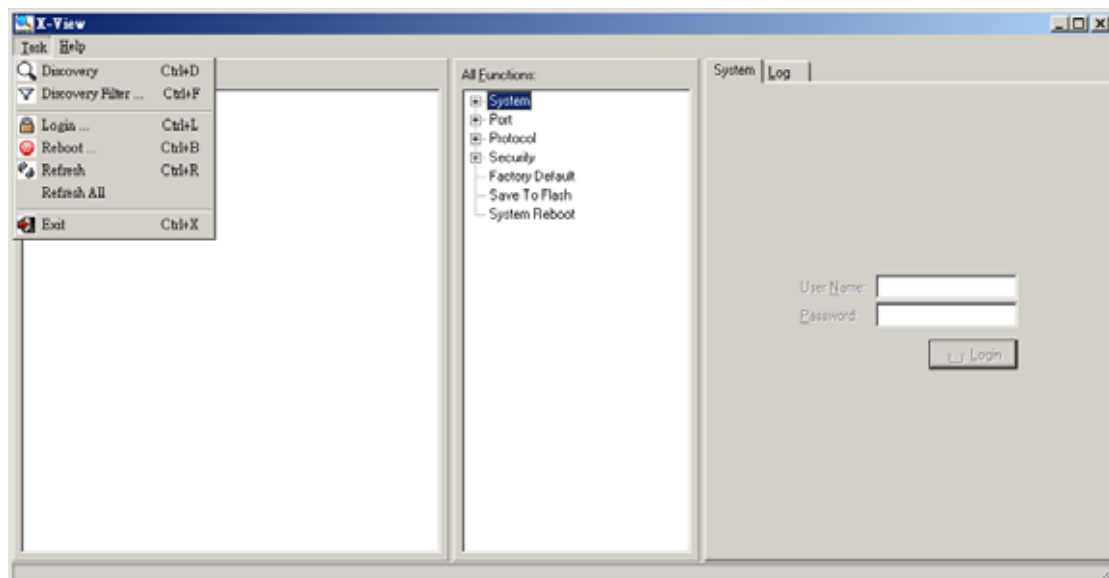 X-View
Task Help
Discovery Ctrl+D
Discovery Filter ... Ctrl+F
Login ... Ctrl+L
Reboot ... Ctrl+B
Refresh Ctrl+R
Refresh All
Exit Ctrl+X
All Functions:
System
Port
Protocol
Security
Factory Default
Save To Flash
System Reboot
System Log
User Name:
Password:
Login